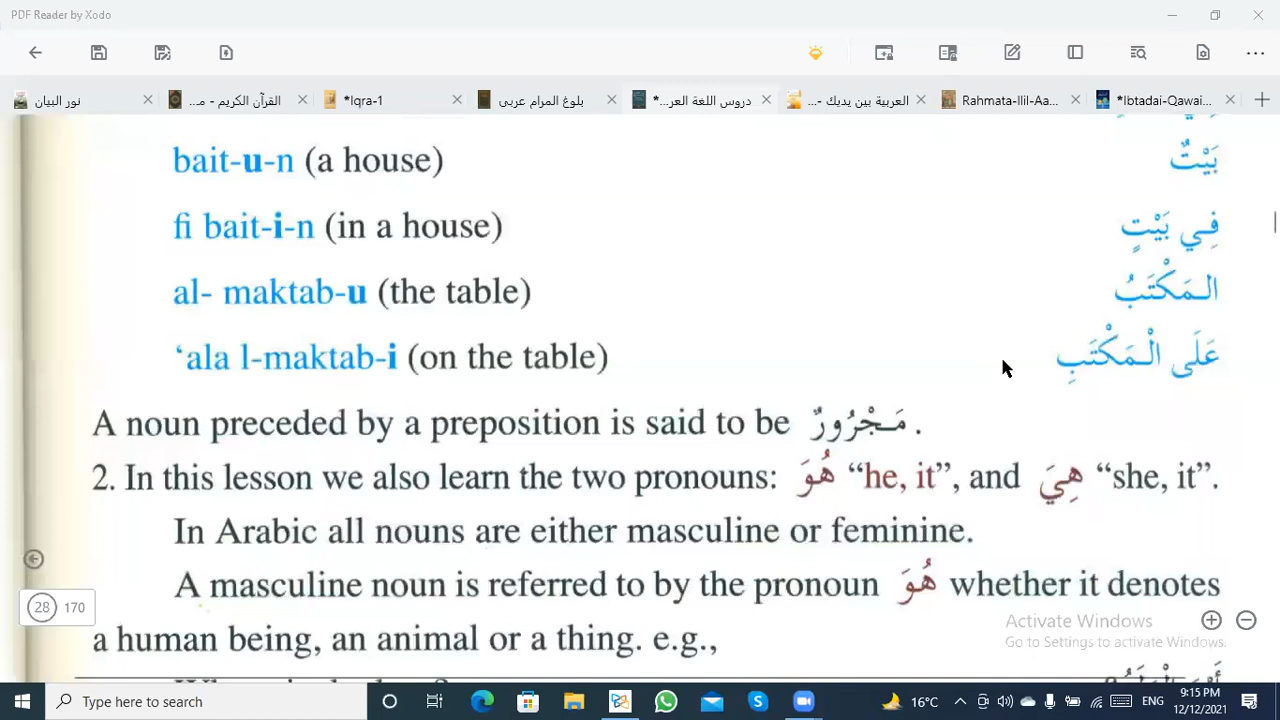 PDF Reader by Xodo
نور البيان
القرآن الكريم - مـ...
*Iqra-1
بلوغ المرام عربى
دروس اللغة العر...*
العربية بين يديك -...
Rahmata-llil-Aa...
*Ibtadai-Qawai...
bait-u-n (a house) بَيْتٌ
fi bait-i-n (in a house) فِي بَيْتٍ
al- maktab-u (the table) الـمَكْتَبُ
‘ala l-maktab-i (on the table) عَلَى الْـمَكْتَبِ
A noun preceded by a preposition is said to be مَـجْرُورٌ .
2. In this lesson we also learn the two pronouns: هُوَ “he, it”, and هِيَ “she, it”.
In Arabic all nouns are either masculine or feminine.
A masculine noun is referred to by the pronoun هُوَ whether it denotes
a human being, an animal or a thing. e.g.,
28 170
Activate Windows
Go to Settings to activate Windows.
Type here to search
16°C
ENG
9:15 PM
12/12/2021